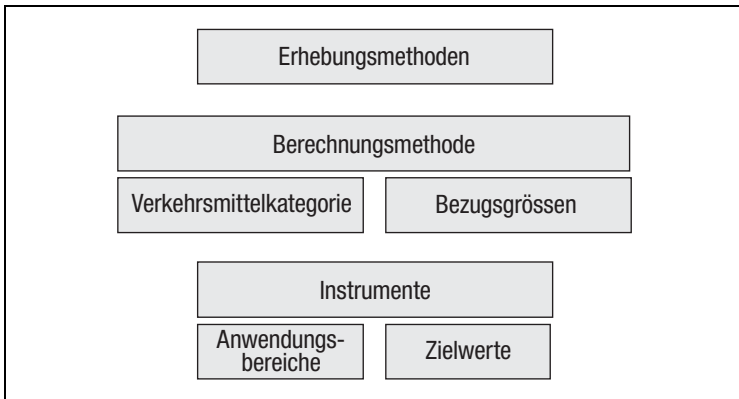 Erhebungsmethoden
Berechnungsmethode
Verkehrsmittelkategorie
Bezugsgrössen
Instrumente
Anwendungs-
bereiche
Zielwerte